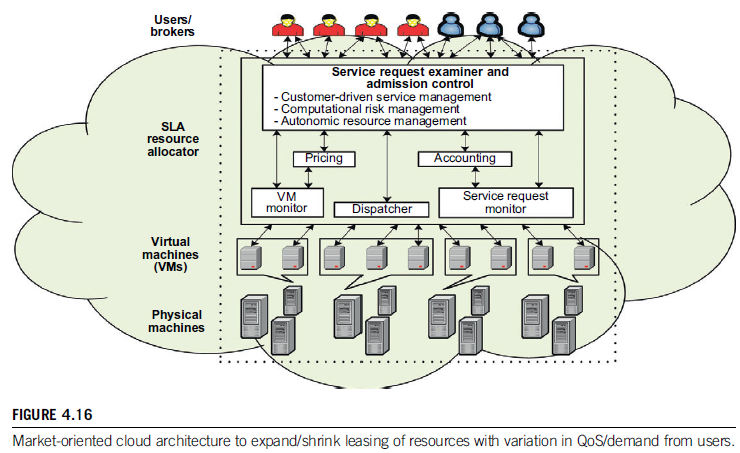 Users/
brokers
Service request examiner and
admission control
- Customer-driven service management
- Computational risk management
- Autonomic resource management
SLA
resource
allocator
Pricing
Accounting
VM
monitor
Dispatcher
Service request
monitor
Virtual
machines
(VMs)
Physical
machines
FIGURE 4.16
Market-oriented cloud architecture to expand/shrink leasing of resources with variation in QoS/demand from users.